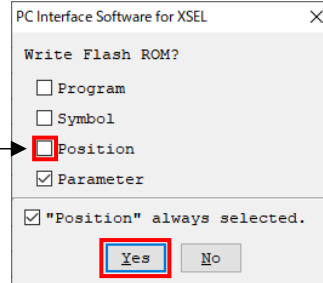 PC Interface Software for XSEL
Write Flash ROM?
Program
Symbol
Position
Parameter
"Position" always selected.
Yes
No